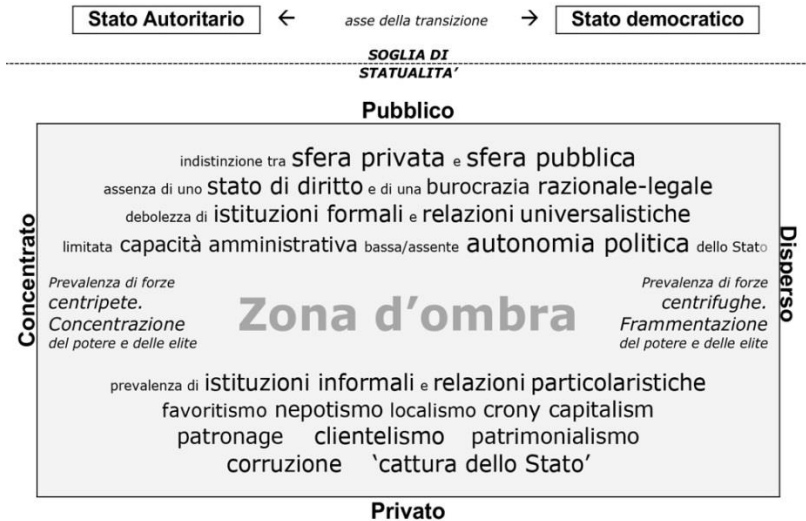 Stato Autoritario ← asse della transizione → Stato democratico
SOGLIA DI
STATUALITA’
Pubblico
indistinzione tra sfera privata e sfera pubblica
assenza di uno stato di diritto e di una burocrazia razionale-legale
debolezza di istituzioni formali e relazioni universalistiche
limitata capacità amministrativa bassa/assente autonomia politica dello Stato
Concentrato
Prevalenza di forze
centripete.
Concentrazione
del potere e delle elite
Zona d’ombra
Prevalenza di forze
centrifughe.
Frammentazione
del potere e delle elite
Disperso
prevalenza di istituzioni informali e relazioni particolaristiche
favoritismo nepotismo localismo crony capitalism
patronage clientelismo patrimonialismo
corruzione ‘cattura dello Stato’
Privato